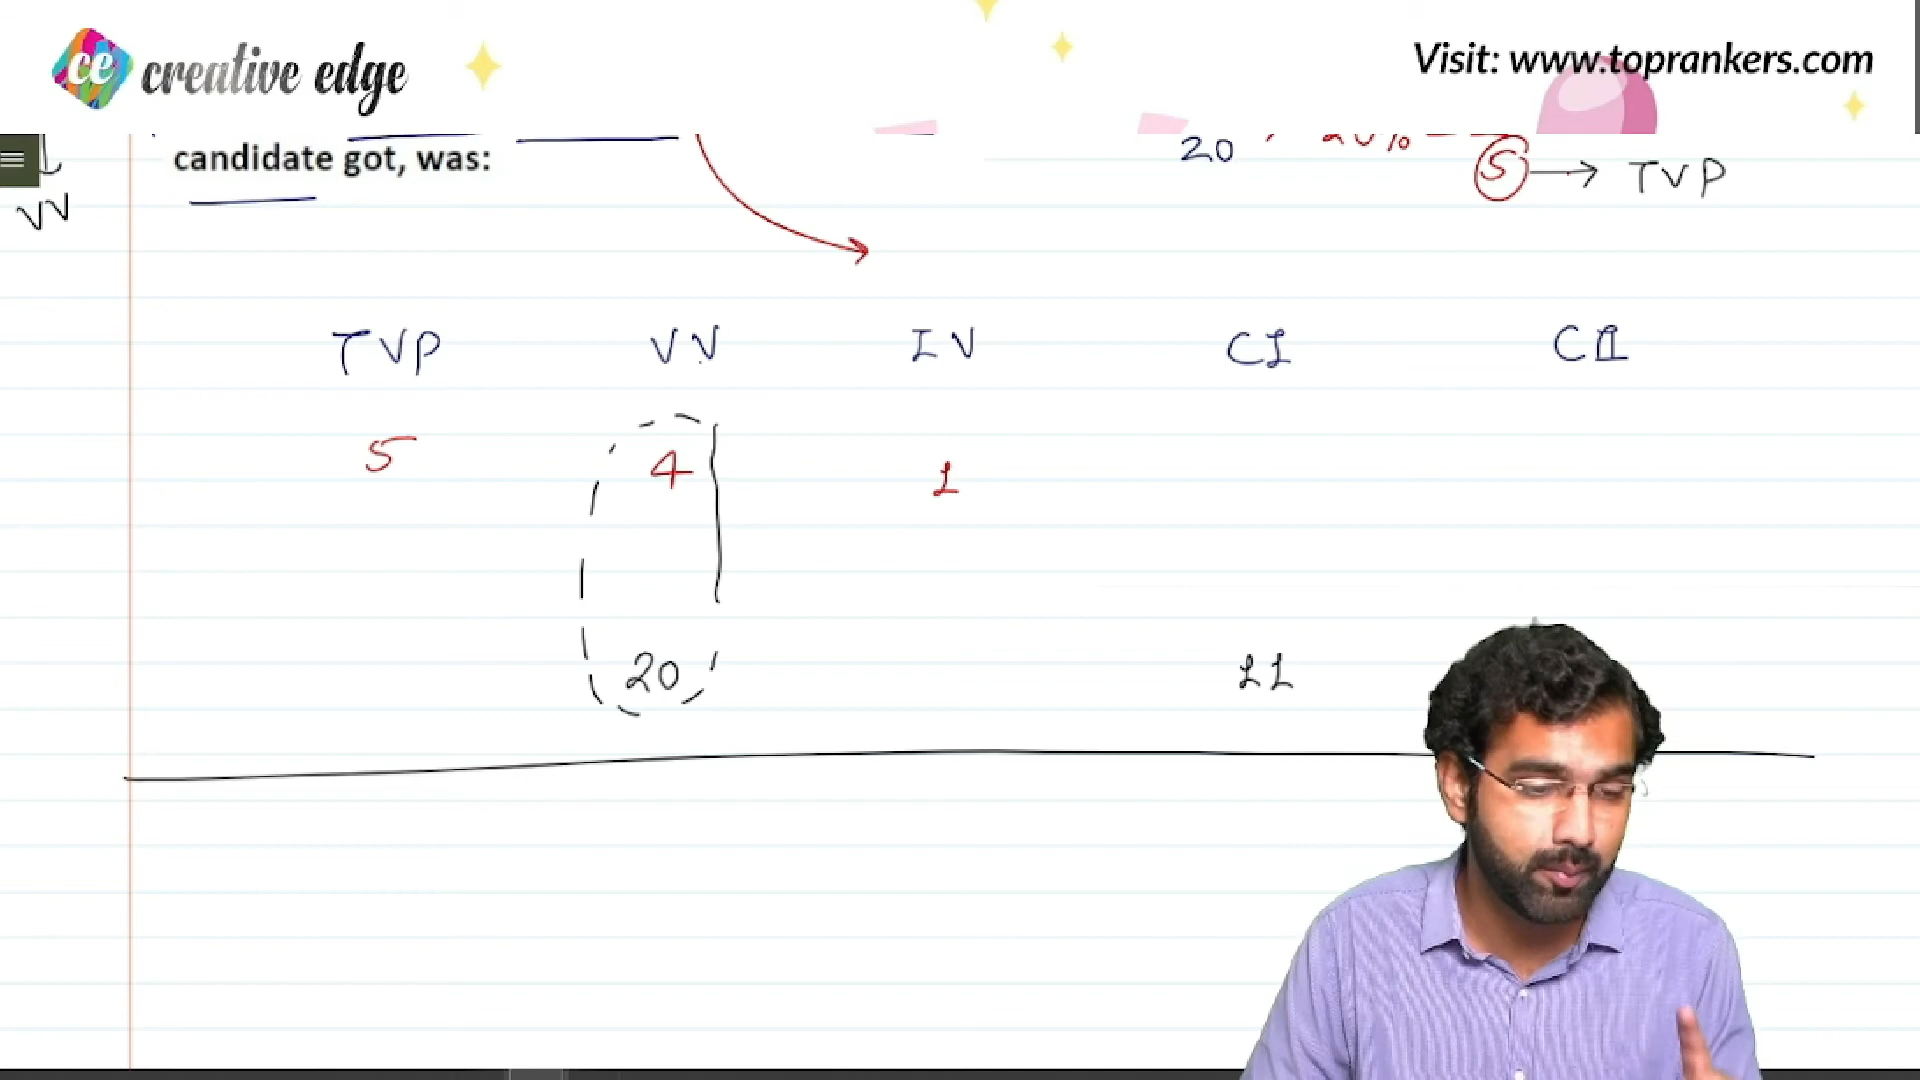 ce creative edge
Visit: www.toprankers.com
candidate got, was:
20
5 → TVP
VV
TVP VV IV CI CII
5 4 1
20 11